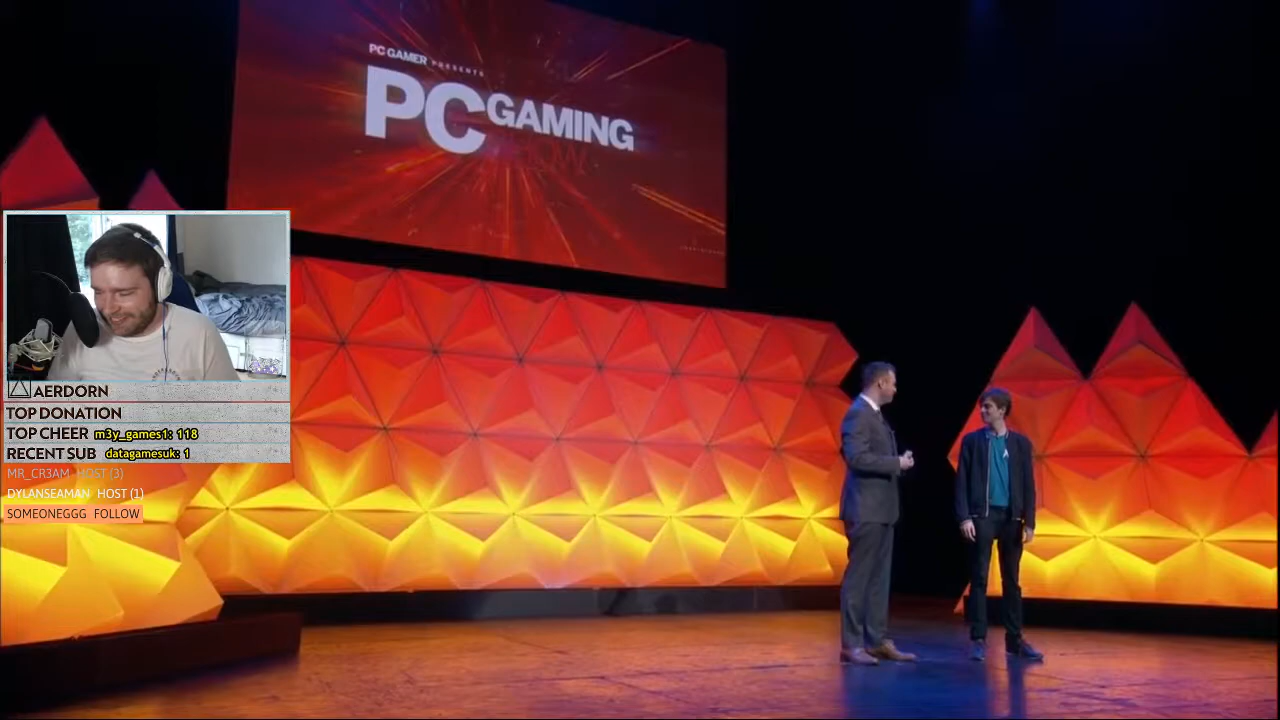 PC GAMER PRESENTS
PC GAMING
SHOW
AERDORN
TOP DONATION
TOP CHEER m3y_games1: 118
RECENT SUB datagamesuk: 1
MR_CR3AM HOST (3)
DYLANSEAMAN HOST (1)
SOMEONEGGG FOLLOW